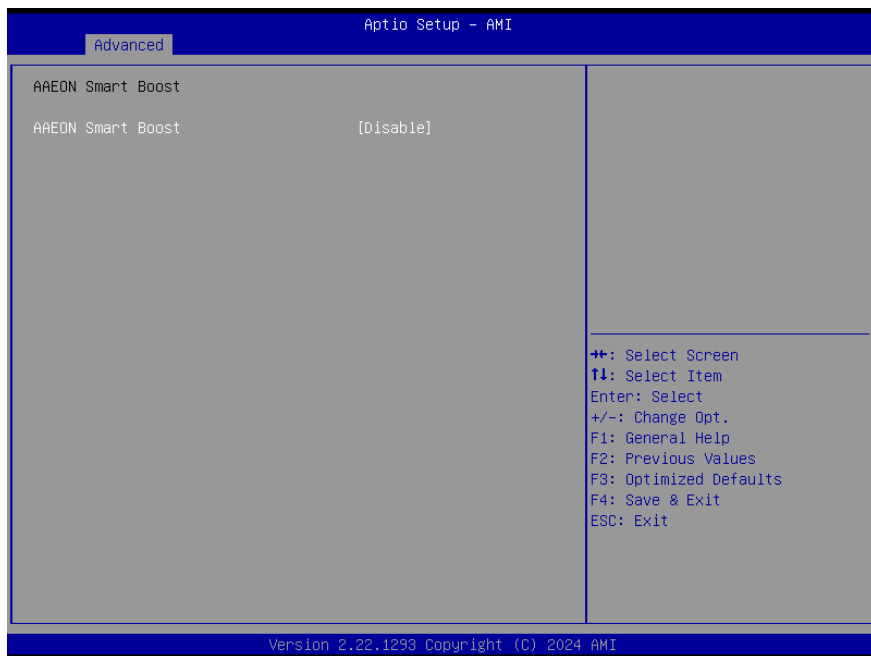 Aptio Setup – AMI
Advanced
AAEON Smart Boost
AAEON Smart Boost [Disable]
→←: Select Screen
↑↓: Select Item
Enter: Select
+/-: Change Opt.
F1: General Help
F2: Previous Values
F3: Optimized Defaults
F4: Save & Exit
ESC: Exit
Version 2.22.1293 Copyright (C) 2024 AMI